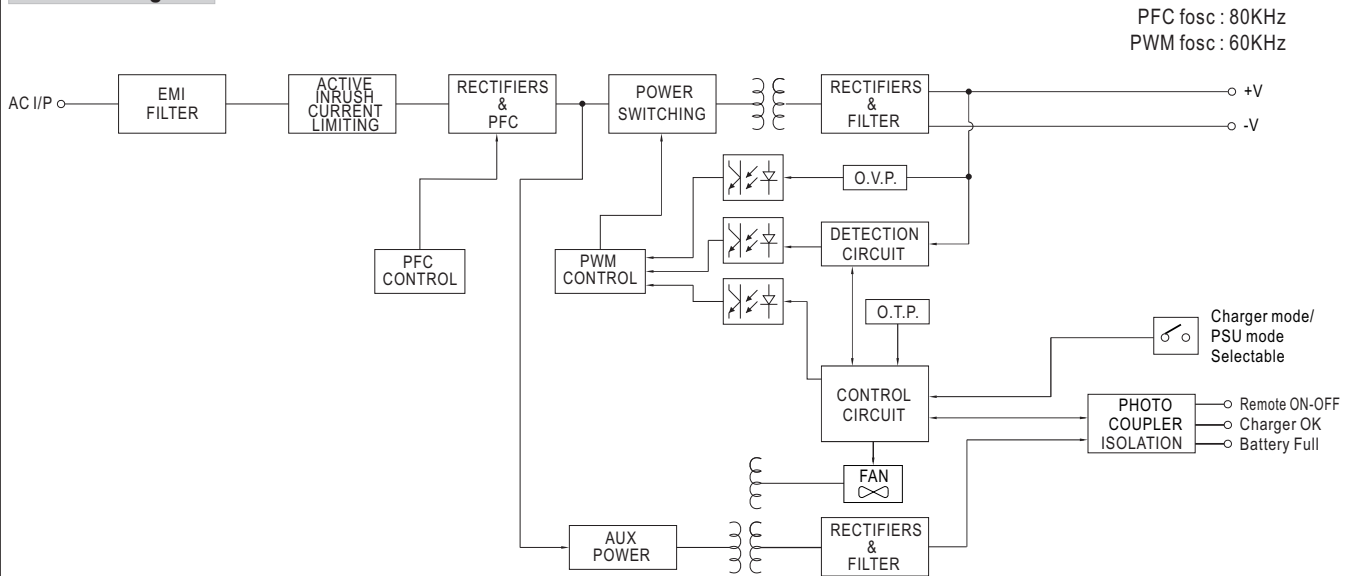 PFC fosc : 80KHz
PWM fosc : 60KHz
AC I/P
EMI
FILTER
ACTIVE
INRUSH
CURRENT
LIMITING
RECTIFIERS
&
PFC
POWER
SWITCHING
RECTIFIERS
&
FILTER
+V
-V
O.V.P.
PFC
CONTROL
PWM
CONTROL
DETECTION
CIRCUIT
O.T.P.
Charger mode/
PSU mode
Selectable
CONTROL
CIRCUIT
PHOTO
COUPLER
ISOLATION
Remote ON-OFF
Charger OK
Battery Full
FAN
AUX
POWER
RECTIFIERS
&
FILTER